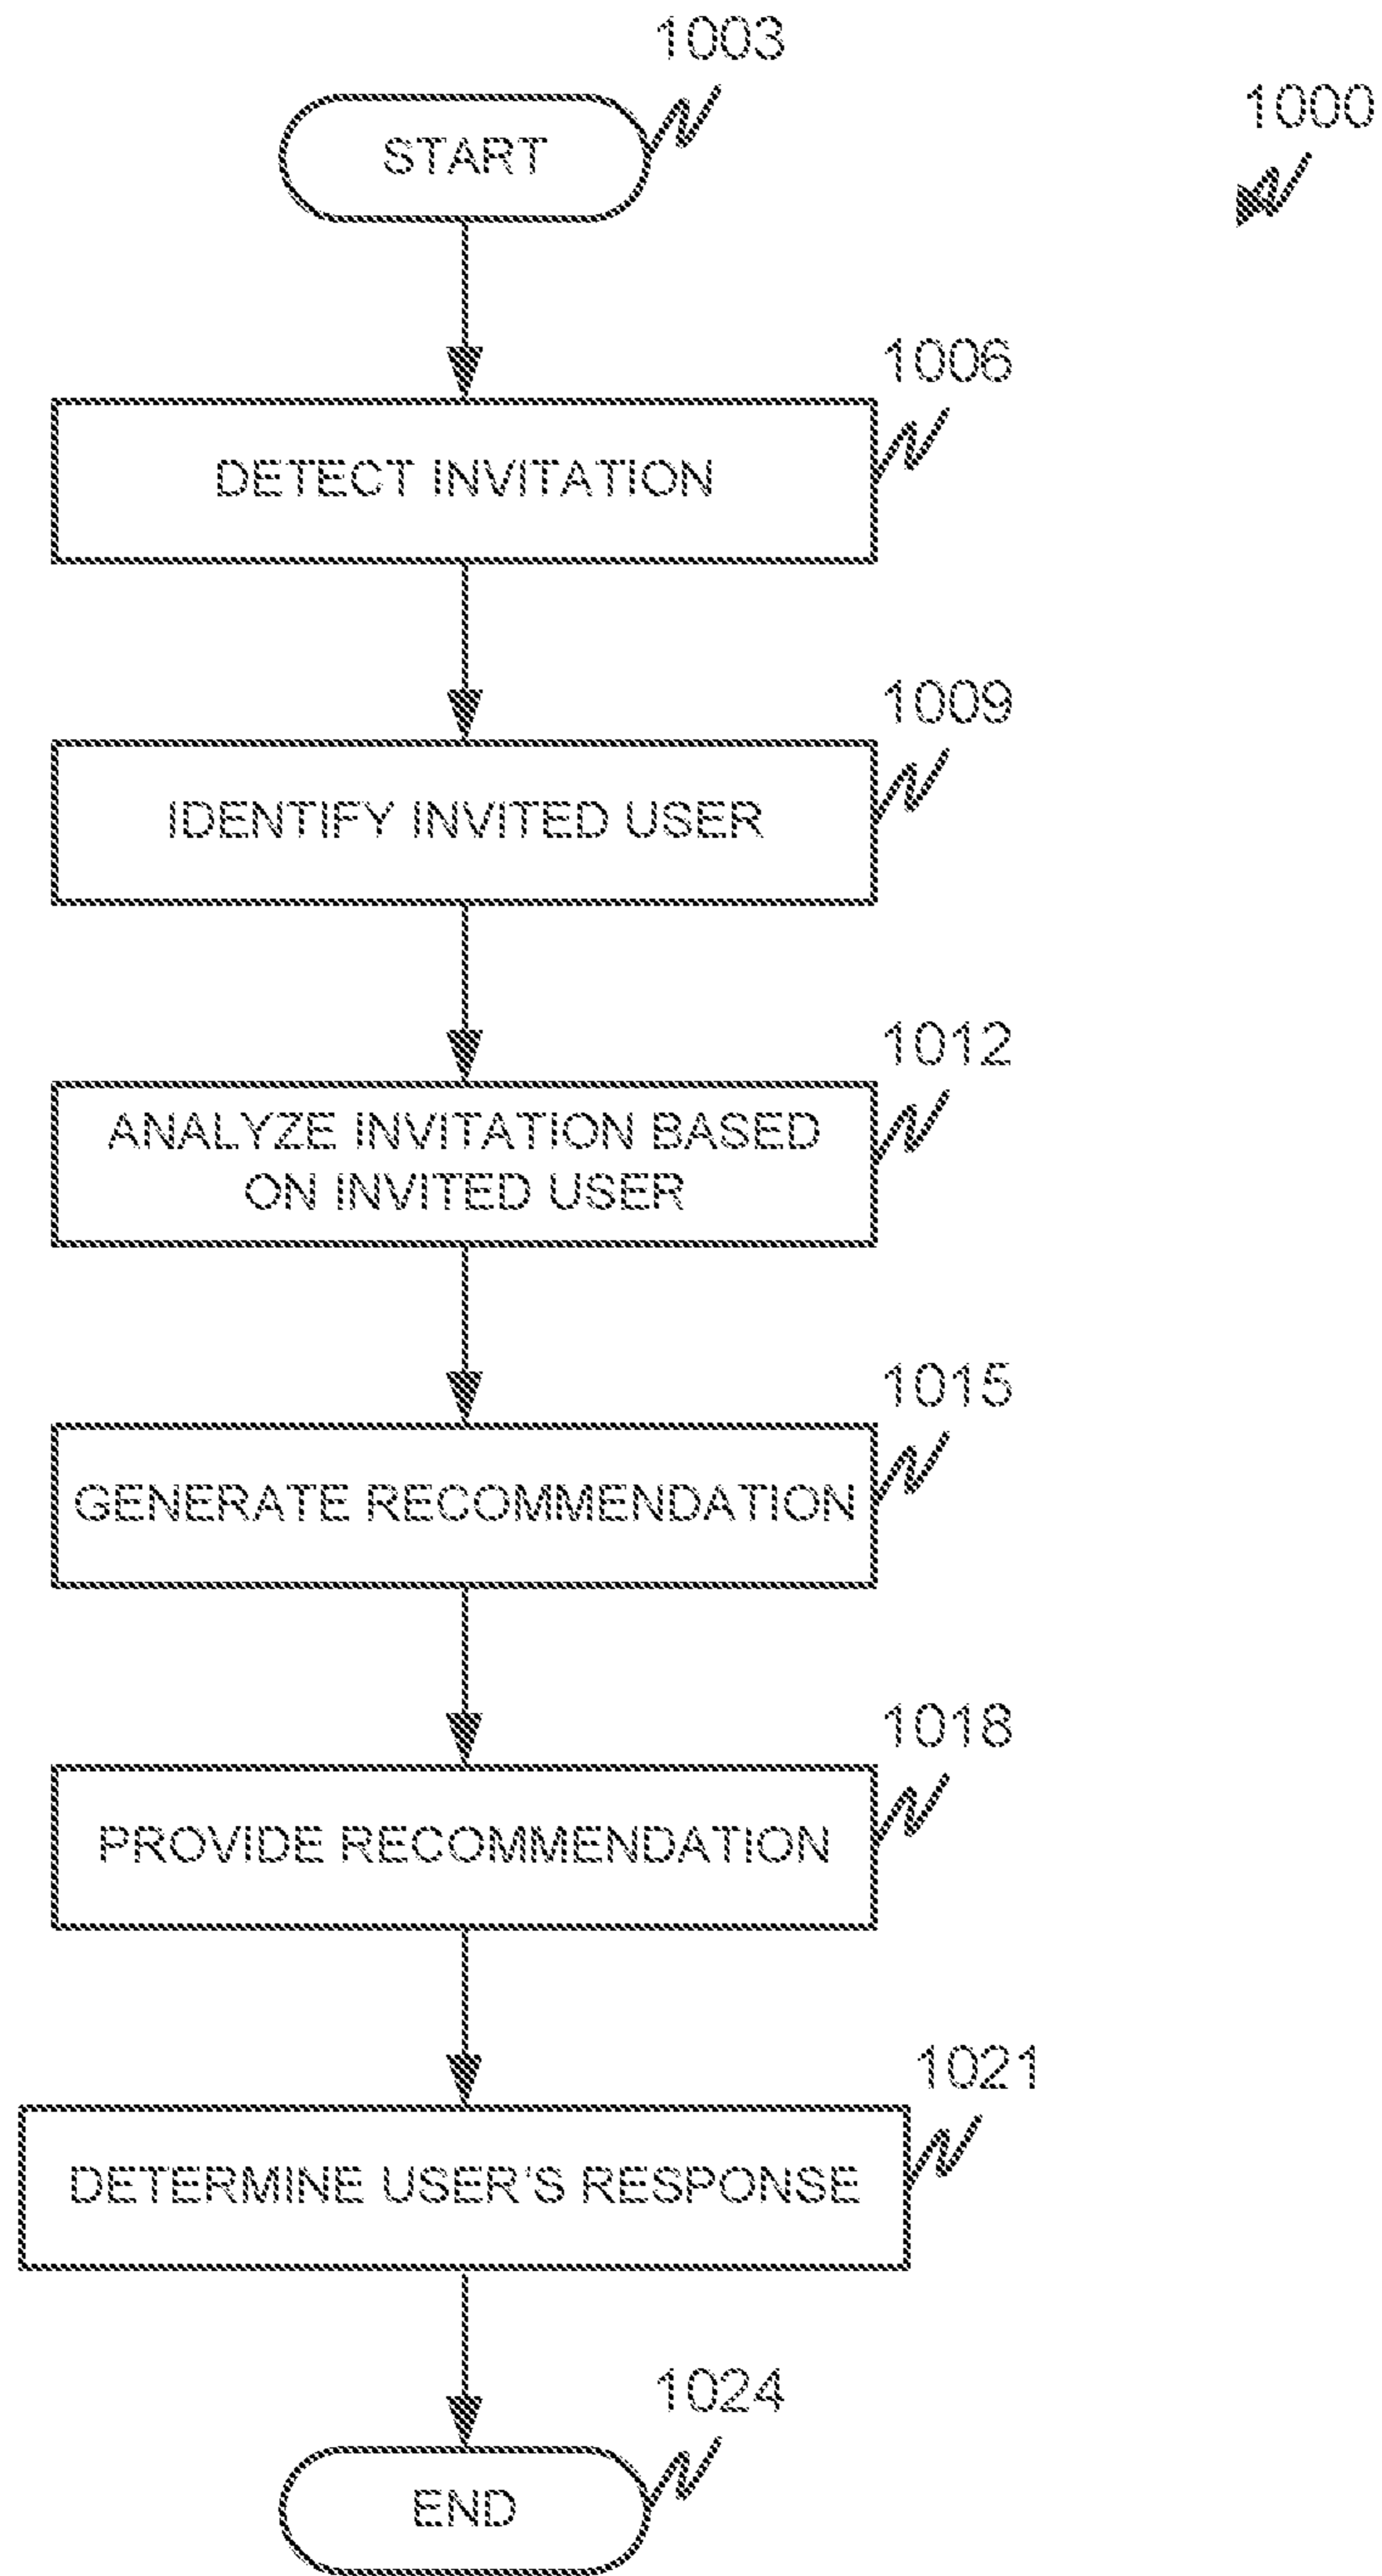 1003
1000
START
1006
DETECT INVITATION
1009
IDENTIFY INVITED USER
1012
ANALYZE INVITATION BASED
ON INVITED USER
1015
GENERATE RECOMMENDATION
1018
PROVIDE RECOMMENDATION
1021
DETERMINE USER'S RESPONSE
1024
END